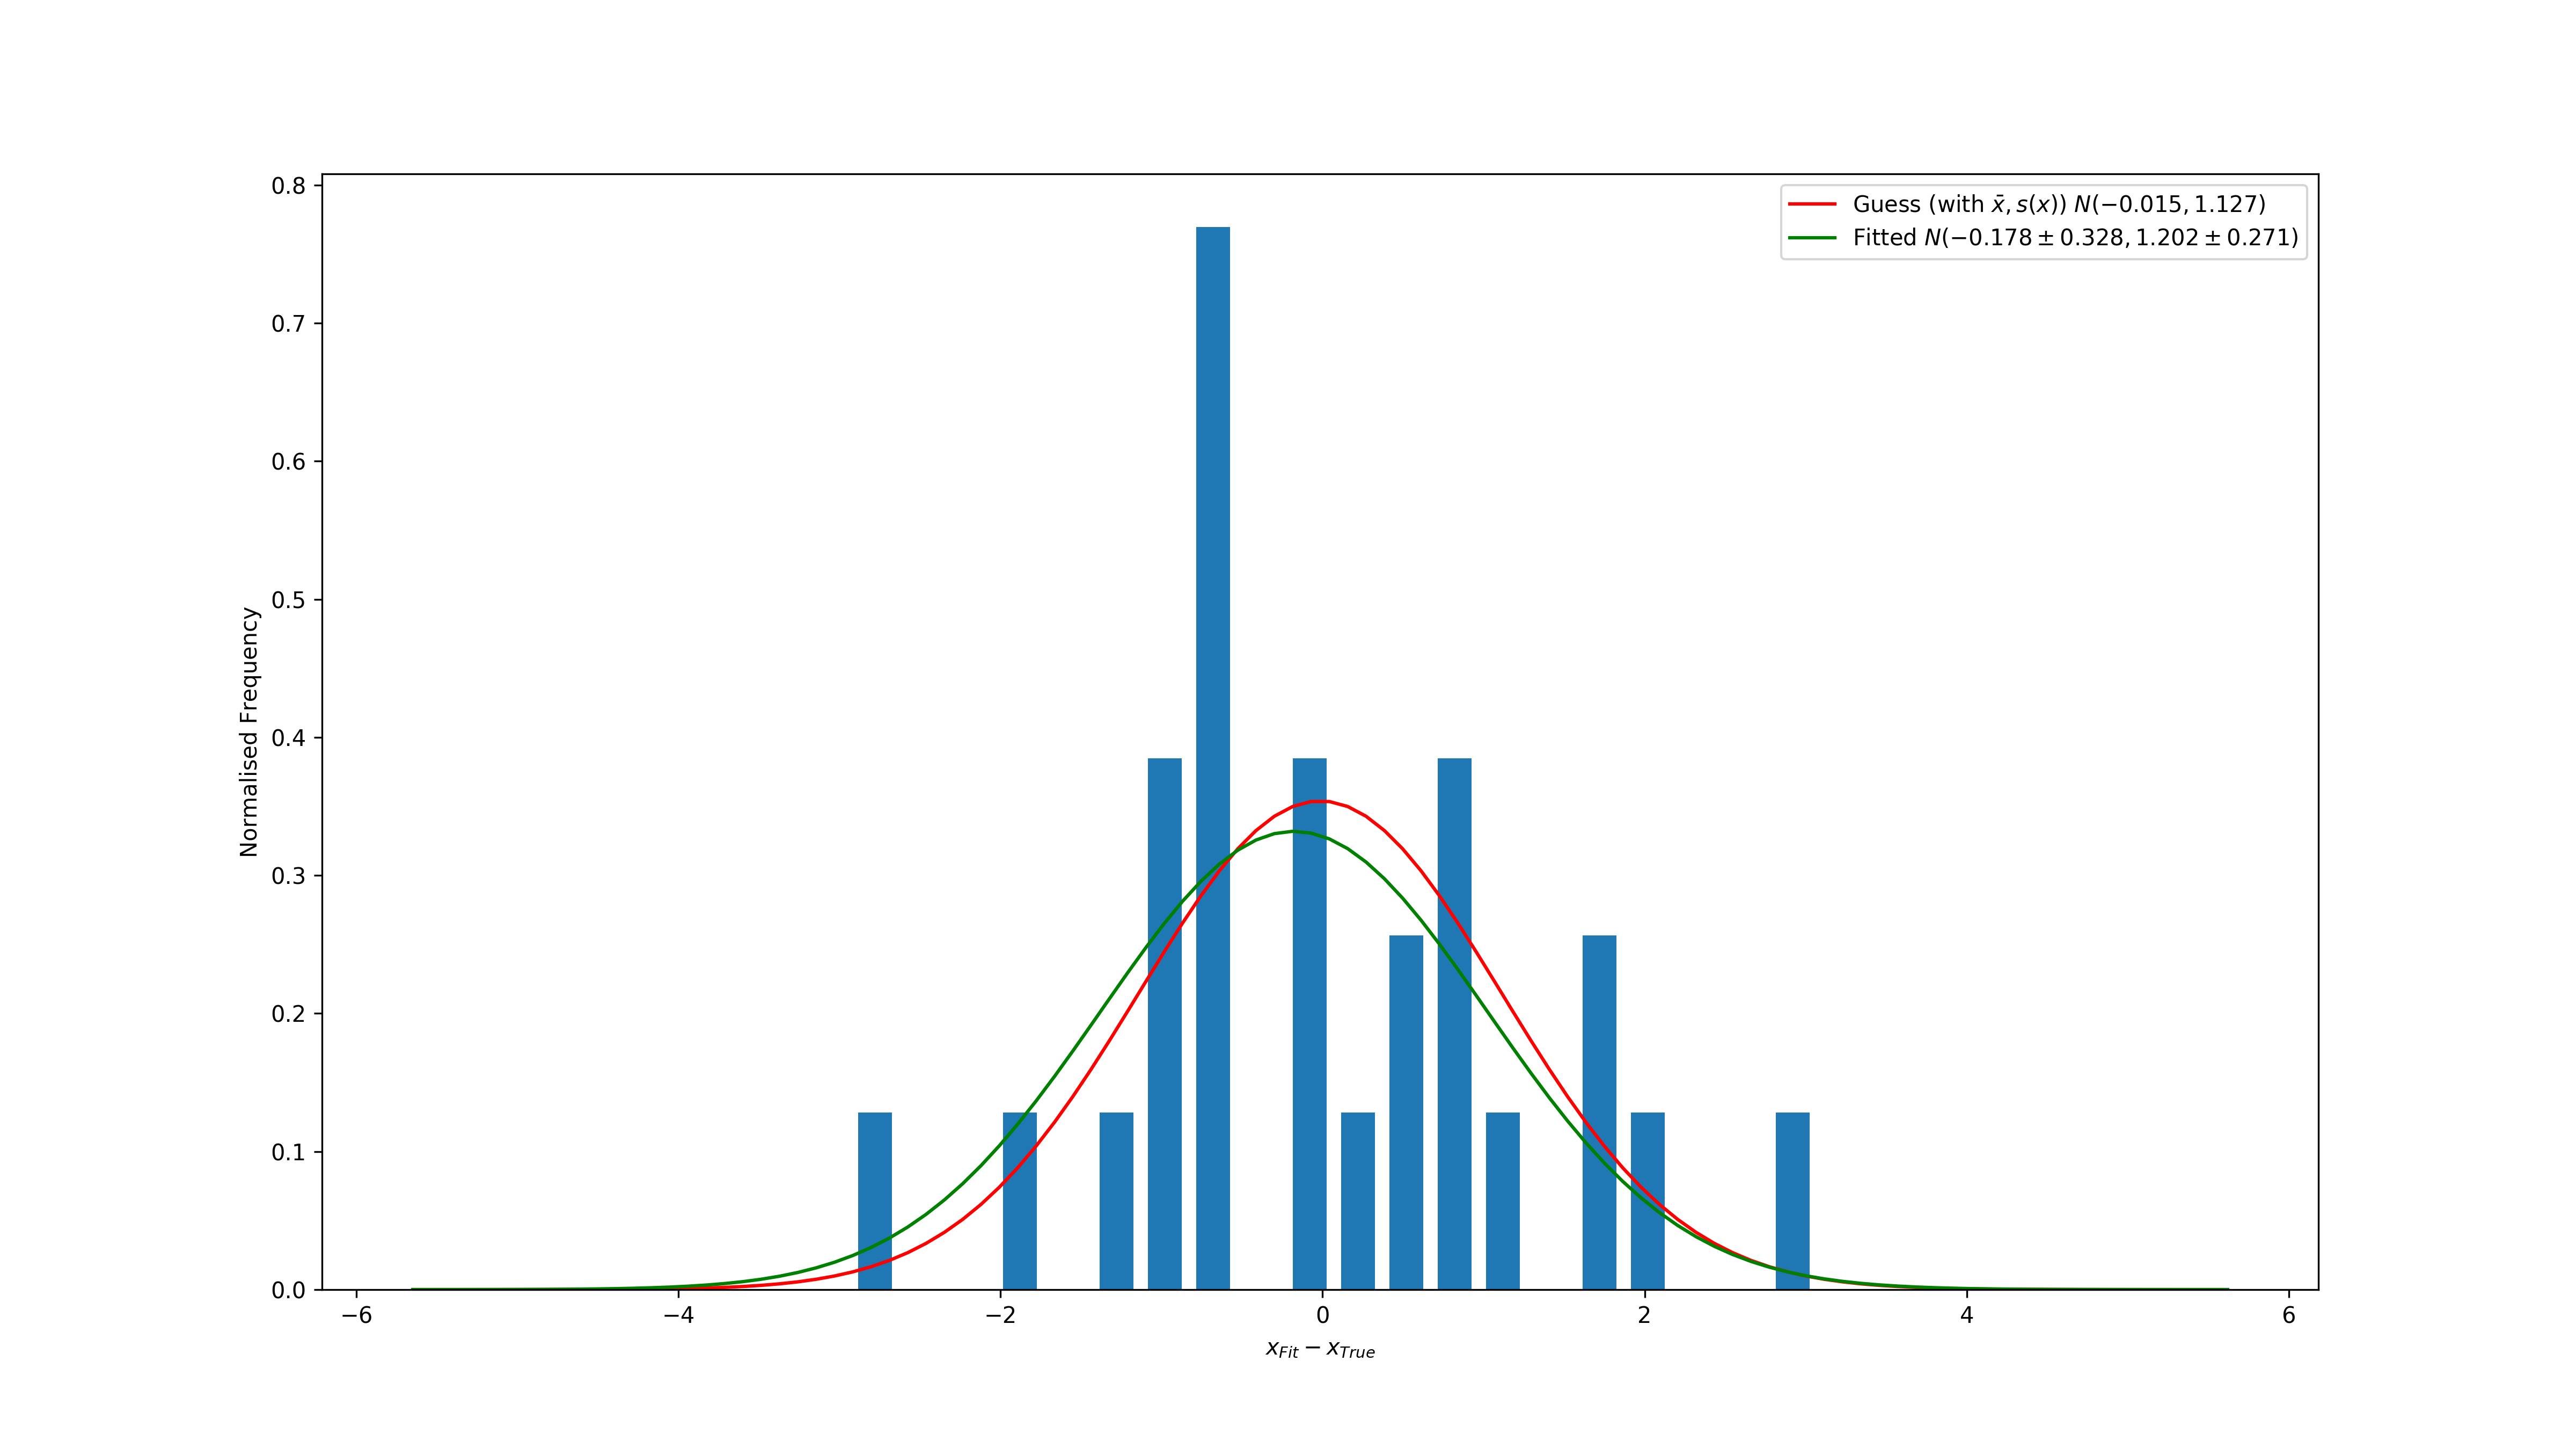 Guess (with x̄, s(x)) N(−0.015, 1.127)
Fitted N(−0.178 ± 0.328, 1.202 ± 0.271)
Normalised Frequency
0.8
0.7
0.6
0.5
0.4
0.3
0.2
0.1
0.0
−6 −4 −2 0 2 4 6
x_Fit − x_True